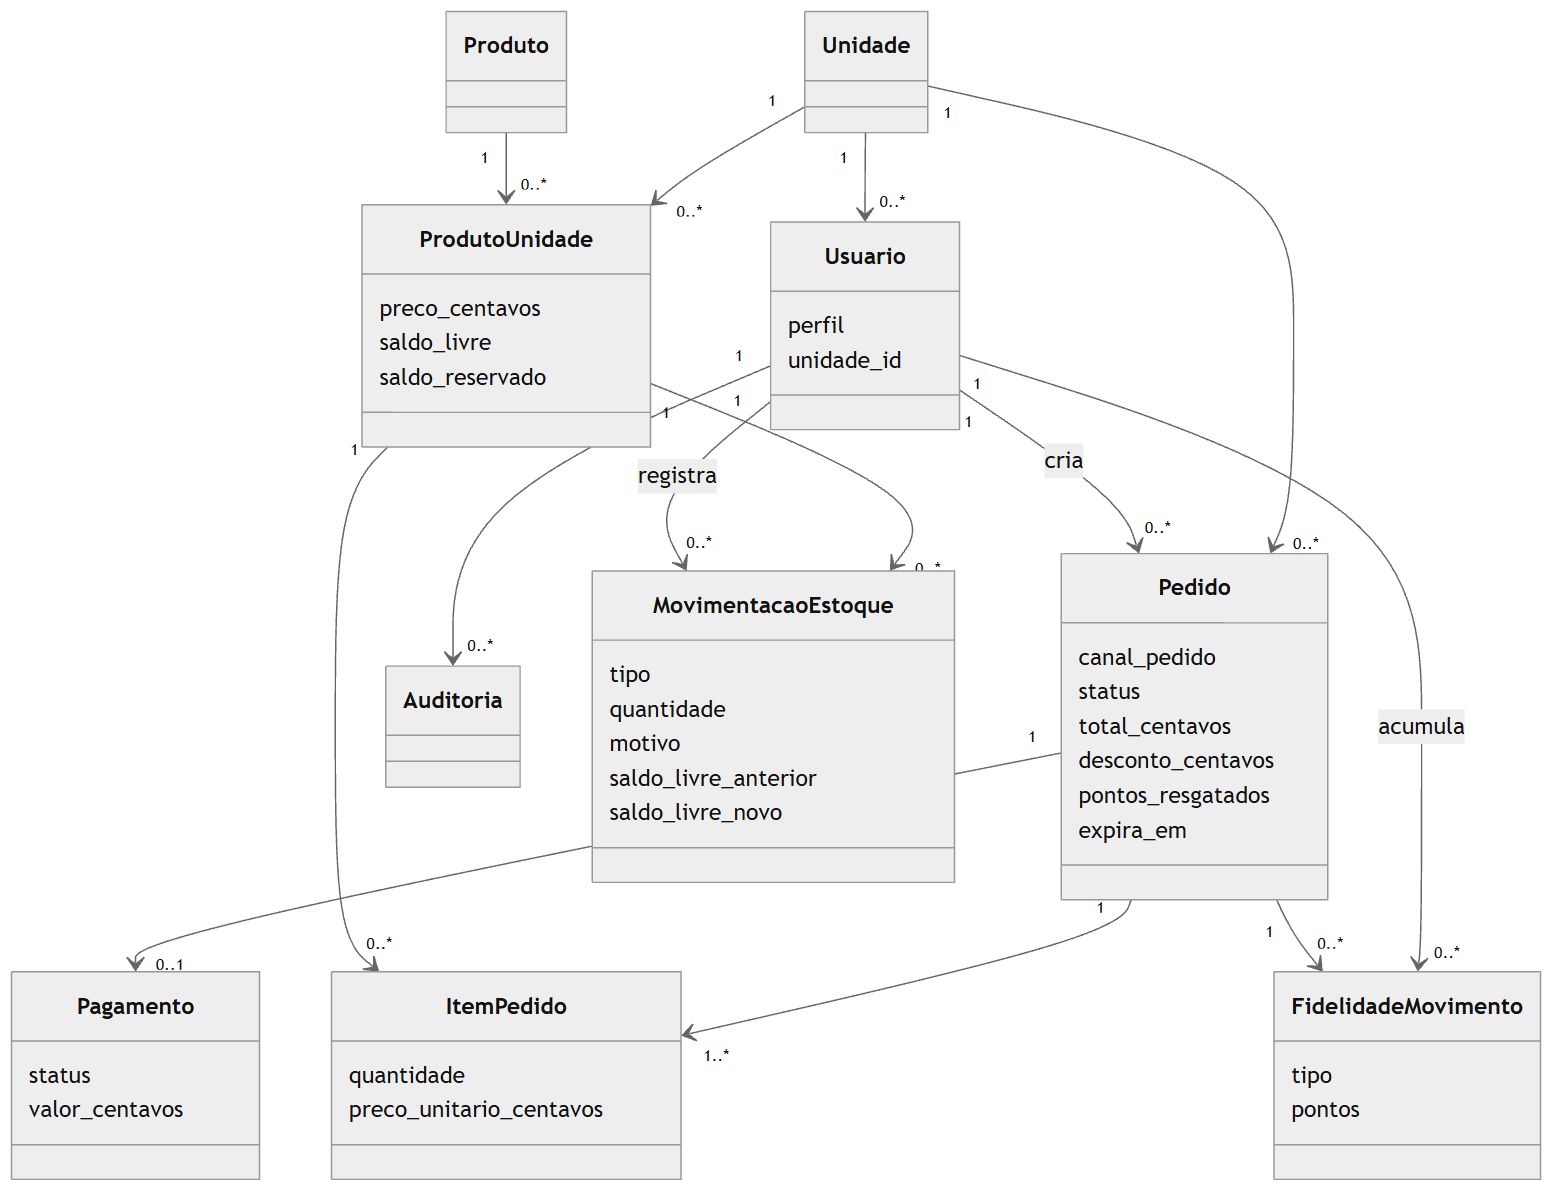 Produto
Unidade
1
1
1
1
0..*
0..*
0..*
ProdutoUnidade
preco_centavos
saldo_livre
saldo_reservado
Usuario
perfil
unidade_id
1
1
1
1
1
1
registra
cria
0..*
0..*
0..*
0..*
0..*
MovimentacaoEstoque
tipo
quantidade
motivo
saldo_livre_anterior
saldo_livre_novo
Pedido
canal_pedido
status
total_centavos
desconto_centavos
pontos_resgatados
expira_em
Auditoria
acumula
1
1
1
0..1
0..*
0..*
0..*
Pagamento
status
valor_centavos
ItemPedido
quantidade
preco_unitario_centavos
1..*
FidelidadeMovimento
tipo
pontos